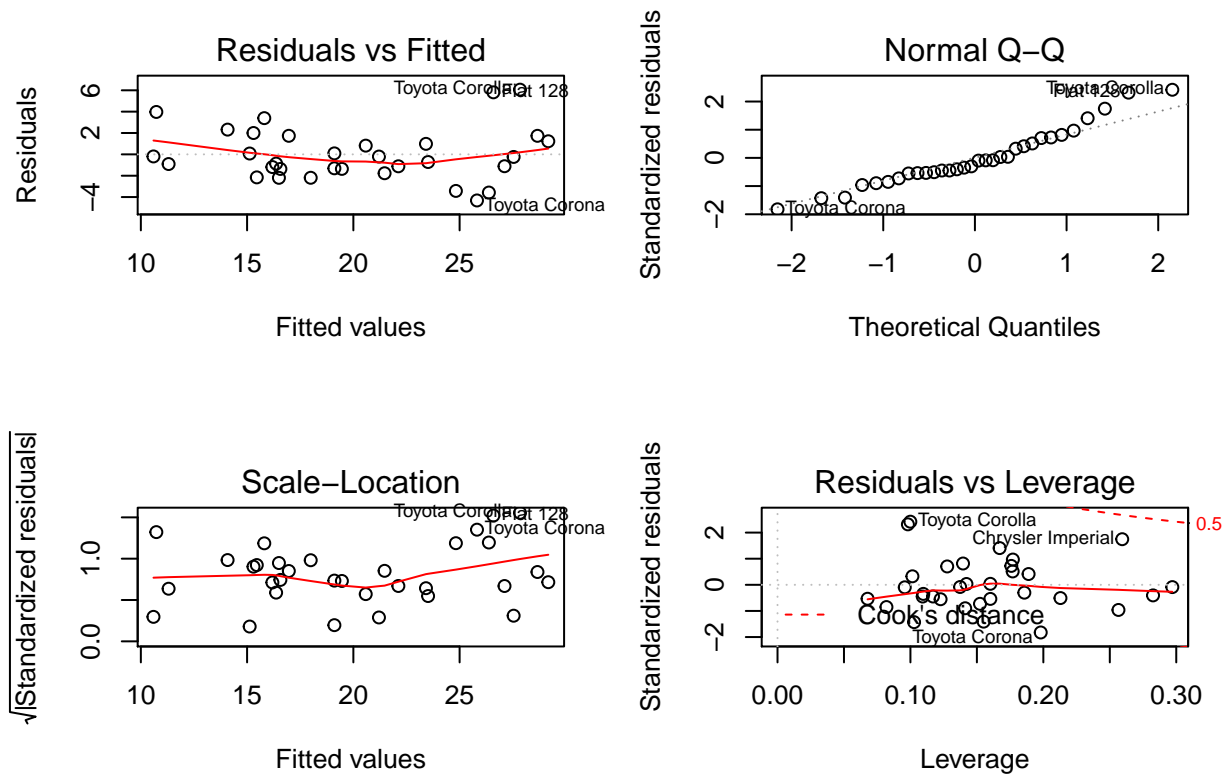 Residuals vs Fitted
Residuals
6
2
−4
Toyota Corolla
Fiat 128
Toyota Corona
10 15 20 25
Fitted values
Normal Q−Q
Standardized residuals
2
0
−2
Toyota Corolla
Fiat 128
Toyota Corona
−2 −1 0 1 2
Theoretical Quantiles
Scale−Location
√|Standardized residuals|
1.0
0.0
Toyota Corolla
Fiat 128
Toyota Corona
10 15 20 25
Fitted values
Residuals vs Leverage
Standardized residuals
2
0
−2
Toyota Corolla
Chrysler Imperial
0.5
Cook's distance
Toyota Corona
0.00 0.10 0.20 0.30
Leverage